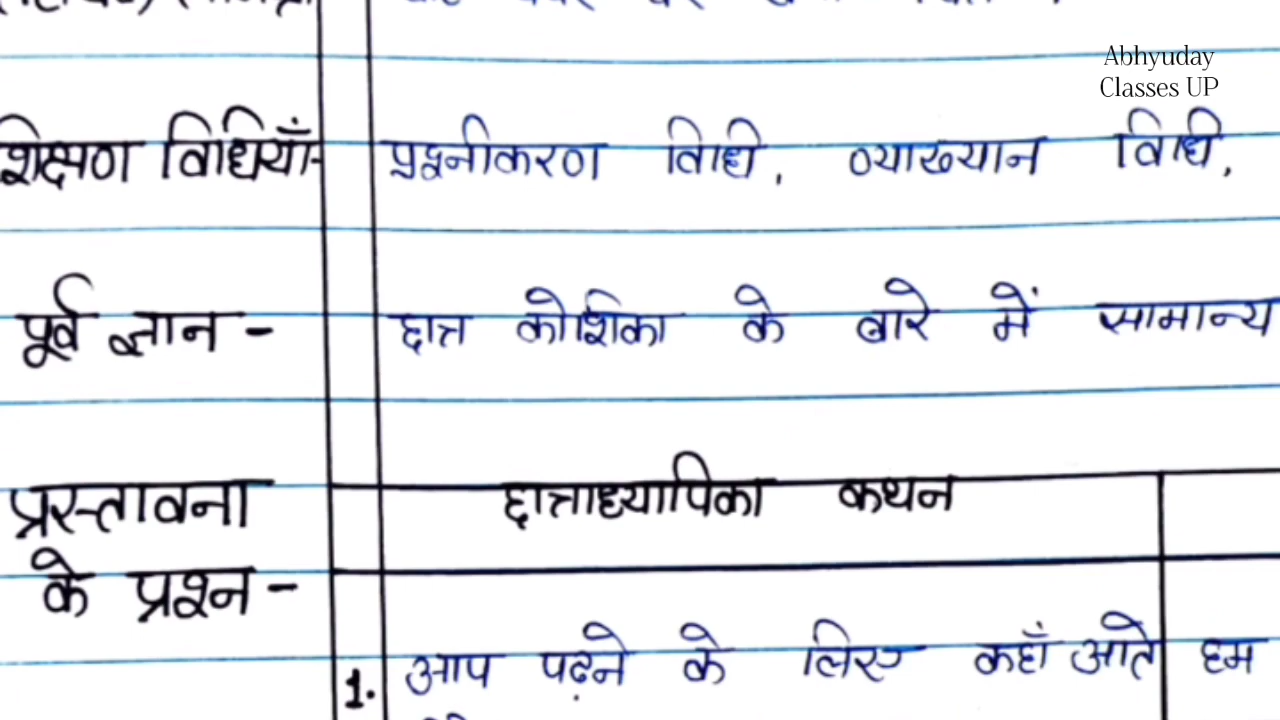 Abhyuday
Classes UP
शिक्षण विधियाँ- प्रश्नीकरण विधि, व्याख्यान विधि,
पूर्व ज्ञान - छात्र कोशिका के बारे में सामान्य
प्रस्तावना छात्राध्यापिका कथन
के प्रश्न -
1. आप पढ़ने के लिए कहाँ आते हम